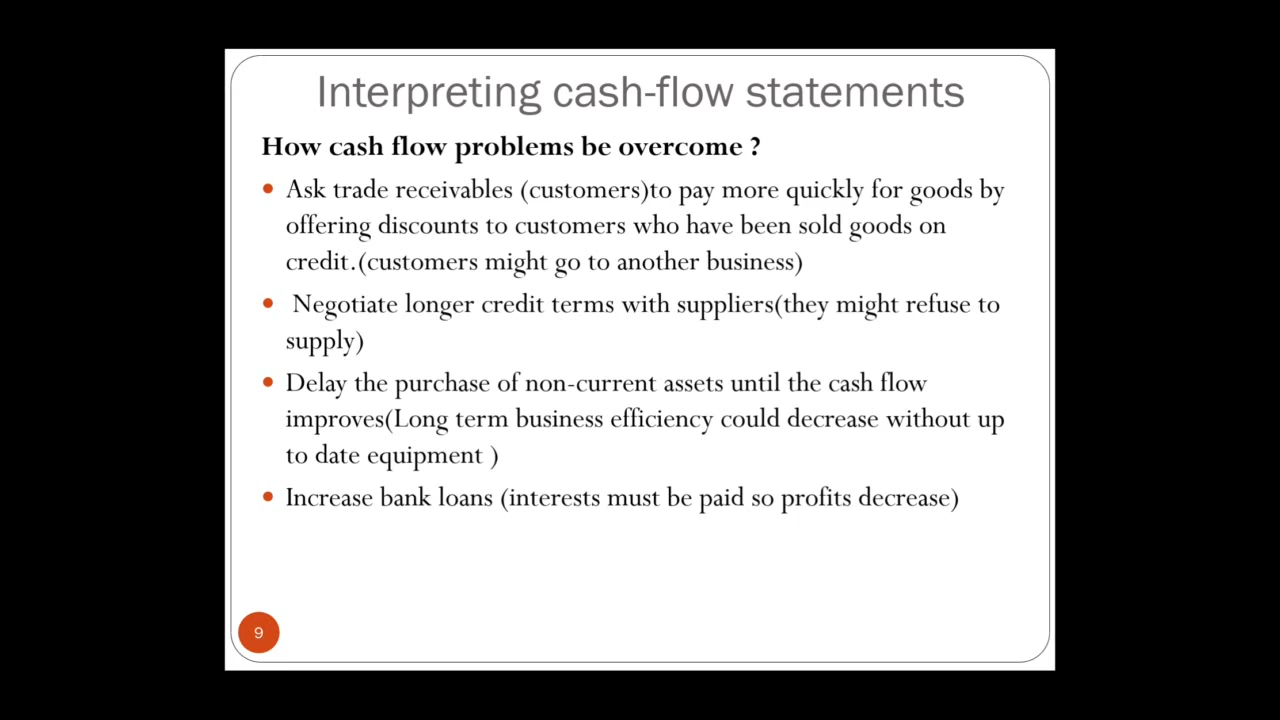 Interpreting cash-flow statements
How cash flow problems be overcome ?
Ask trade receivables (customers)to pay more quickly for goods by
offering discounts to customers who have been sold goods on
credit.(customers might go to another business)
Negotiate longer credit terms with suppliers(they might refuse to
supply)
Delay the purchase of non-current assets until the cash flow
improves(Long term business efficiency could decrease without up
to date equipment )
Increase bank loans (interests must be paid so profits decrease)
9